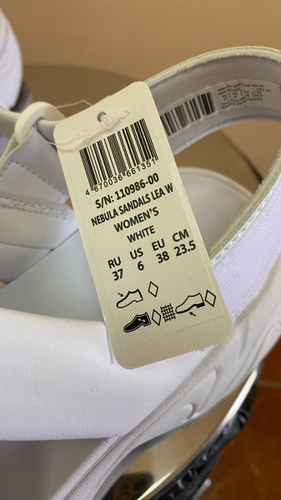 4 670036 661351
S/N: 110986-00
NEBULA SANDALS LEA W
WOMEN'S
WHITE
RU US EU CM
37 6 38 23.5